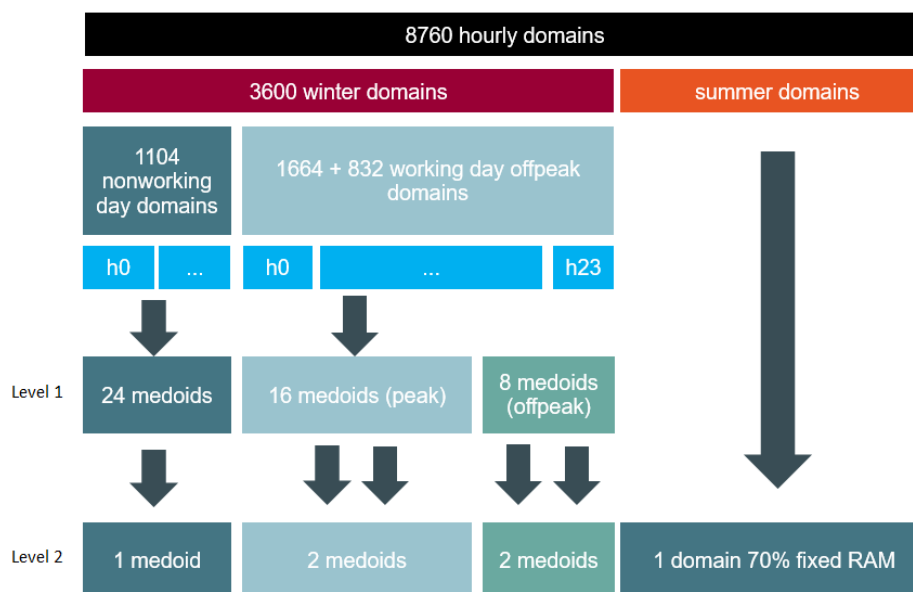 8760 hourly domains
3600 winter domains
summer domains
1104
nonworking
day domains
1664 + 832 working day offpeak
domains
h0
...
h0
...
h23
Level 1
24 medoids
16 medoids (peak)
8 medoids
(offpeak)
Level 2
1 medoid
2 medoids
2 medoids
1 domain 70% fixed RAM